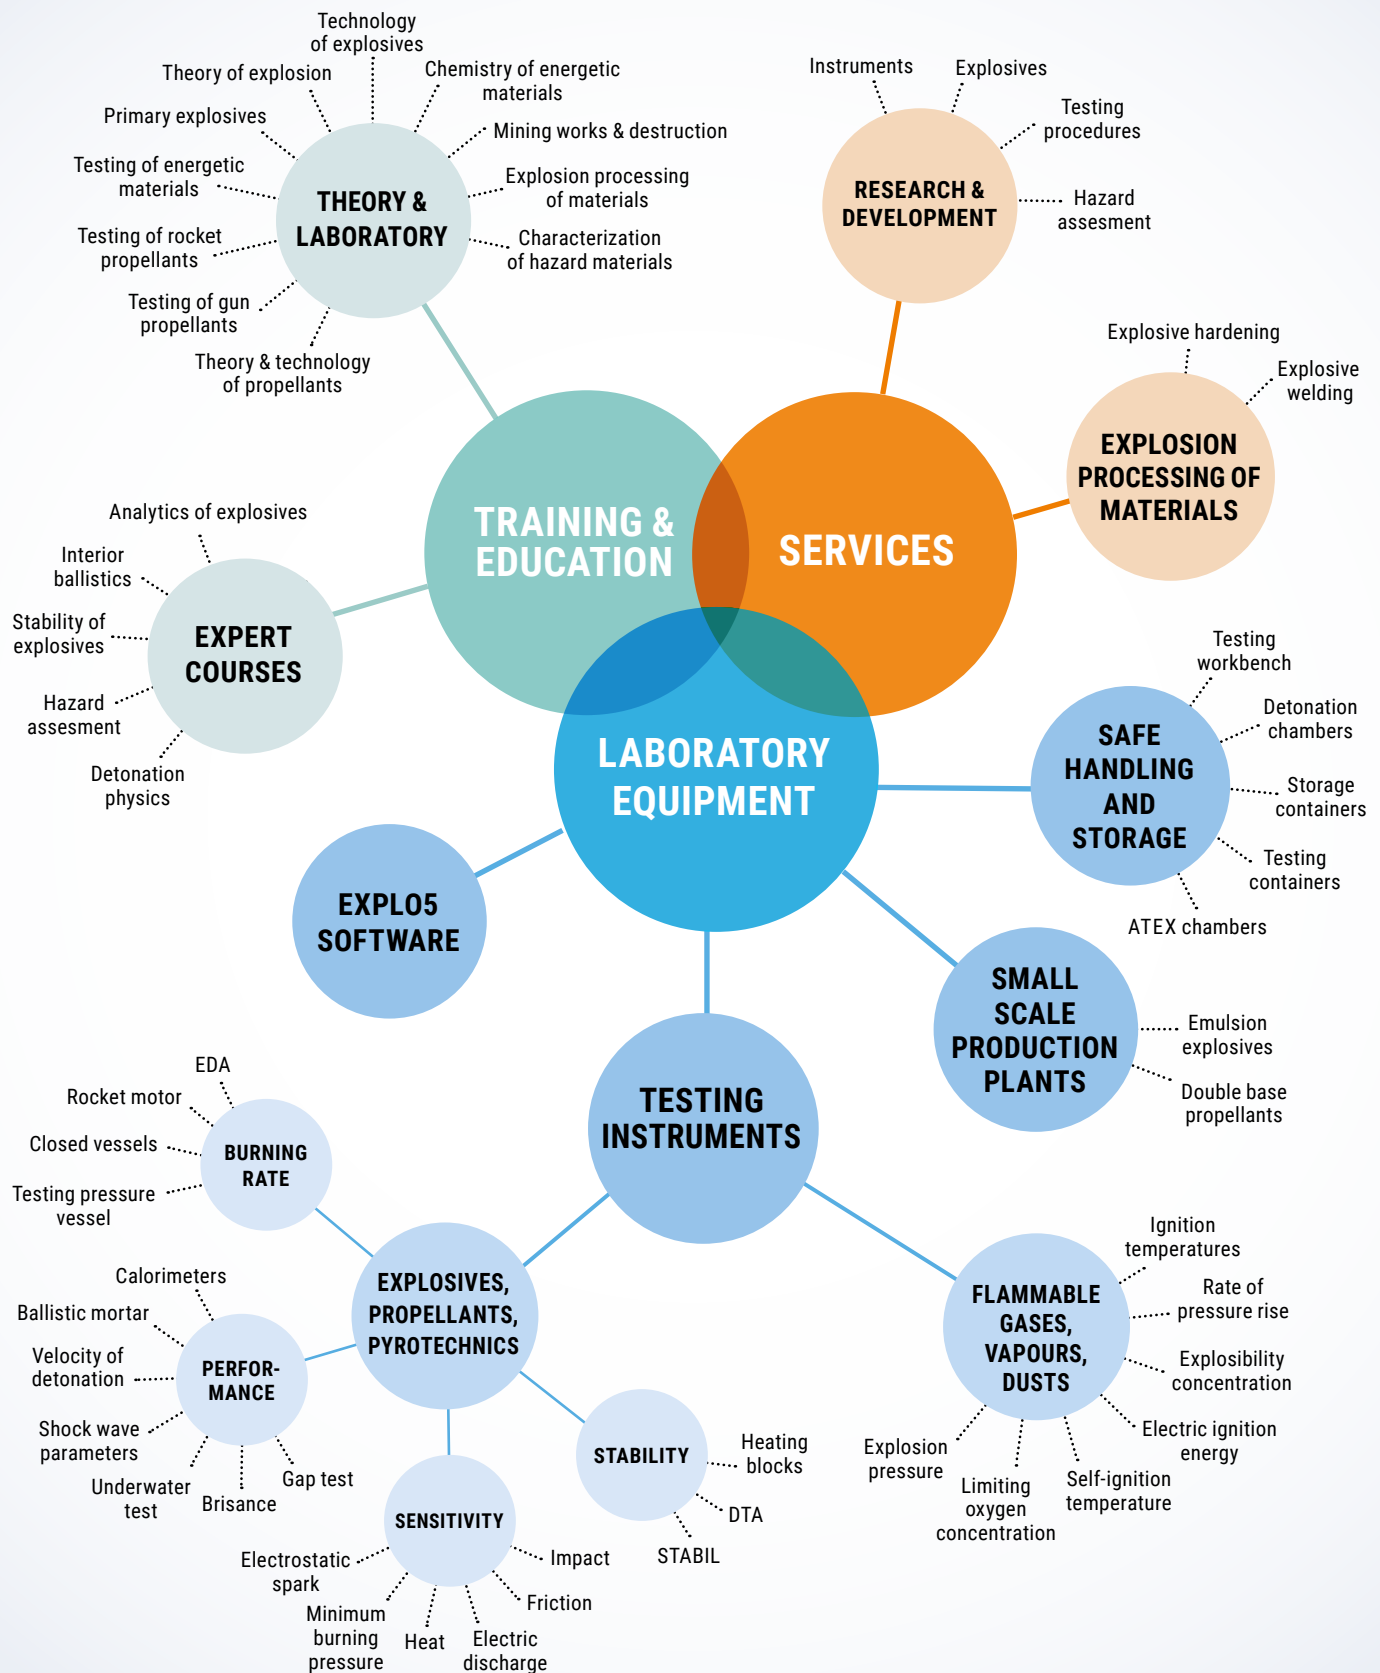 Technology
of explosives
Theory of explosion
Chemistry of energetic
materials
Primary explosives
Mining works & destruction
Testing of energetic
materials
Explosion processing
of materials
THEORY &
LABORATORY
Testing of rocket
propellants
Characterization
of hazard materials
Testing of gun
propellants
Theory & technology
of propellants
Instruments
Explosives
Testing
procedures
RESEARCH &
DEVELOPMENT
Hazard
assesment
Explosive hardening
Explosive
welding
EXPLOSION
PROCESSING OF
MATERIALS
TRAINING &
EDUCATION
SERVICES
LABORATORY
EQUIPMENT
Analytics of explosives
Interior
ballistics
Stability of
explosives
EXPERT
COURSES
Hazard
assesment
Detonation
physics
Testing
workbench
Detonation
chambers
SAFE
HANDLING
AND
STORAGE
Storage
containers
Testing
containers
ATEX chambers
EXPLO5
SOFTWARE
SMALL
SCALE
PRODUCTION
PLANTS
Emulsion
explosives
Double base
propellants
TESTING
INSTRUMENTS
EDA
Rocket motor
Closed vessels
BURNING
RATE
Testing pressure
vessel
EXPLOSIVES,
PROPELLANTS,
PYROTECHNICS
Calorimeters
Ballistic mortar
Velocity of
detonation
PERFOR-
MANCE
Shock wave
parameters
Underwater
test
Brisance
Gap test
STABILITY
Heating
blocks
DTA
STABIL
SENSITIVITY
Electrostatic
spark
Minimum
burning
pressure
Heat
Electric
discharge
Friction
Impact
FLAMMABLE
GASES,
VAPOURS,
DUSTS
Ignition
temperatures
Rate of
pressure rise
Explosibility
concentration
Electric ignition
energy
Self-ignition
temperature
Limiting
oxygen
concentration
Explosion
pressure